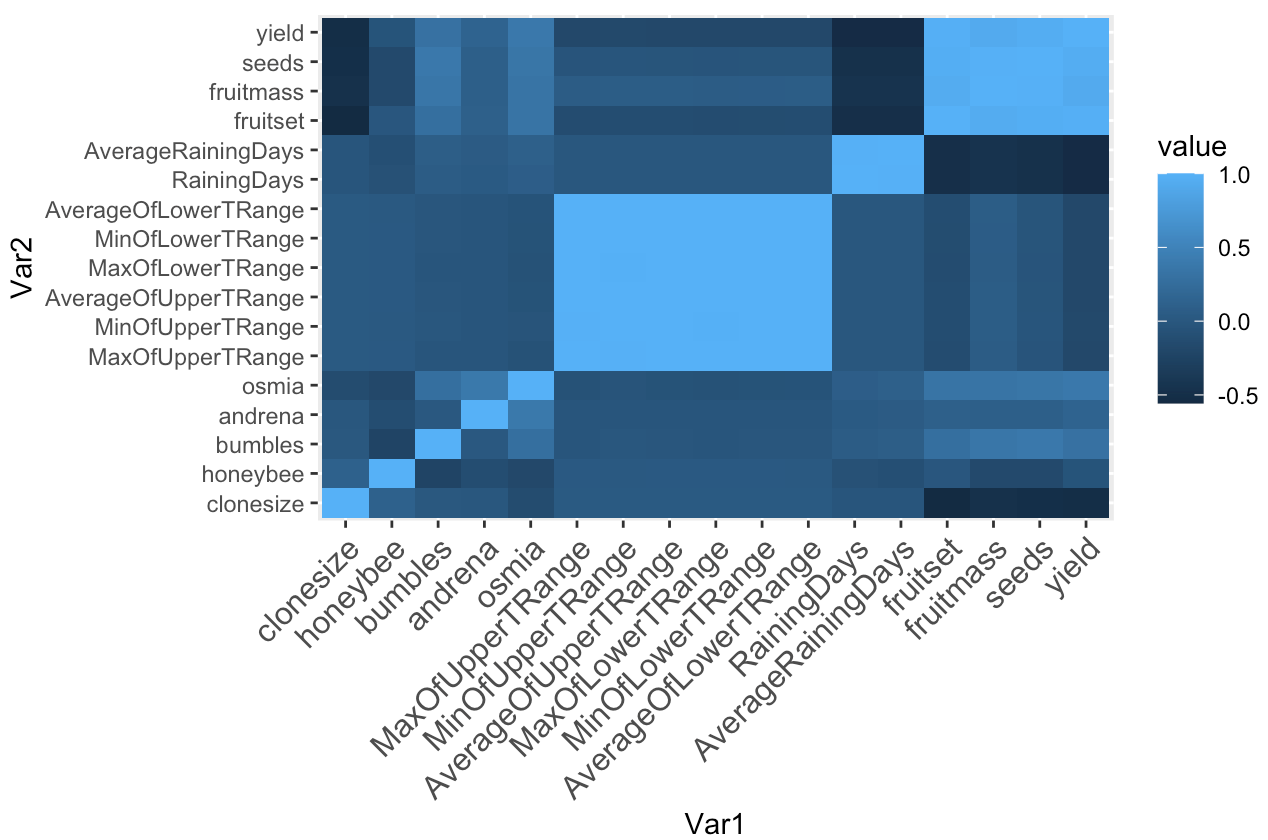 yield
seeds
fruitmass
fruitset
AverageRainingDays
RainingDays
AverageOfLowerTRange
MinOfLowerTRange
MaxOfLowerTRange
AverageOfUpperTRange
MinOfUpperTRange
MaxOfUpperTRange
osmia
andrena
bumbles
honeybee
clonesize
Var2
clonesize
honeybee
bumbles
andrena
osmia
MaxOfUpperTRange
MinOfUpperTRange
AverageOfUpperTRange
MaxOfLowerTRange
MinOfLowerTRange
AverageOfLowerTRange
RainingDays
AverageRainingDays
fruitset
fruitmass
seeds
yield
Var1
value
1.0
0.5
0.0
-0.5